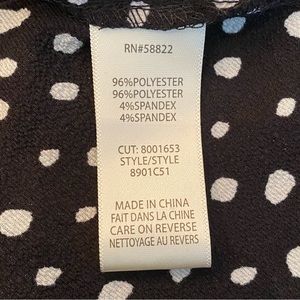 RN#58822
96%POLYESTER
96%POLYESTER
4%SPANDEX
4%SPANDEX
CUT: 8001653
STYLE/STYLE
8901C51
MADE IN CHINA
FAIT DANS LA CHINE
CARE ON REVERSE
NETTOYAGE AU REVERS